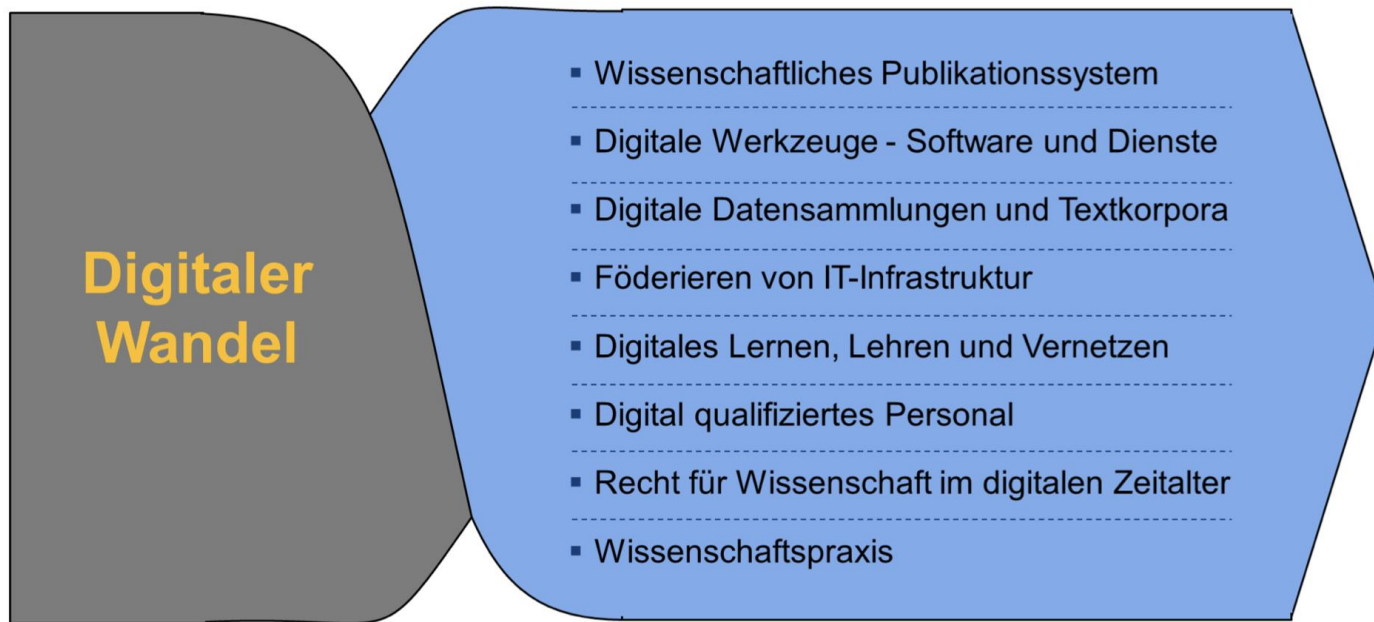 Digitaler
Wandel
▪ Wissenschaftliches Publikationssystem
▪ Digitale Werkzeuge - Software und Dienste
▪ Digitale Datensammlungen und Textkorpora
▪ Föderieren von IT-Infrastruktur
▪ Digitales Lernen, Lehren und Vernetzen
▪ Digital qualifiziertes Personal
▪ Recht für Wissenschaft im digitalen Zeitalter
▪ Wissenschaftspraxis